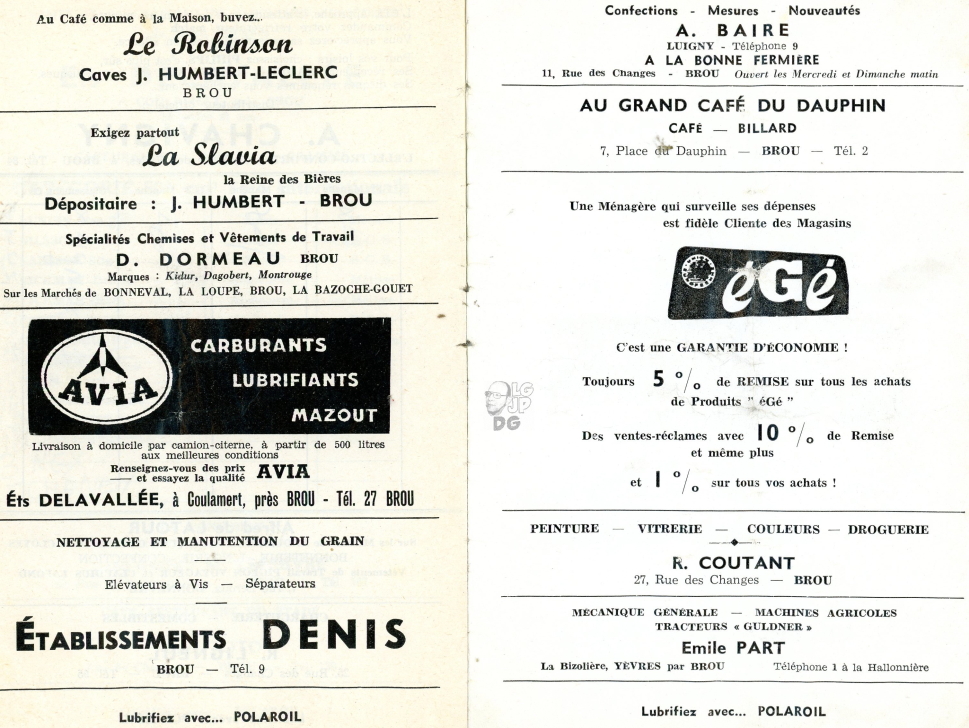 Au Café comme à la Maison, buvez...
Le Robinson
Caves J. HUMBERT-LECLERC
BROU
Exigez partout
La Slavia
la Reine des Bières
Dépositaire : J. HUMBERT - BROU
Spécialités Chemises et Vêtements de Travail
D. DORMEAU BROU
Marques : Kidur, Dagobert, Montrouge
Sur les Marchés de BONNEVAL, LA LOUPE, BROU, LA BAZOCHE-GOUET
AVIA
CARBURANTS
LUBRIFIANTS
MAZOUT
Livraison à domicile par camion-citerne, à partir de 500 litres
aux meilleures conditions
Renseignez-vous des prix
et essayez la qualité AVIA
Éts DELAVALLÉE, à Coulamert, près BROU - Tél. 27 BROU
NETTOYAGE ET MANUTENTION DU GRAIN
Elévateurs à Vis — Séparateurs
ÉTABLISSEMENTS DENIS
BROU — Tél. 9
Lubrifiez avec... POLAROIL
Confections - Mesures - Nouveautés
A. BAIRE
LUIGNY - Téléphone 9
A LA BONNE FERMIÈRE
11, Rue des Changes - BROU Ouvert les Mercredi et Dimanche matin
AU GRAND CAFÉ DU DAUPHIN
CAFÉ — BILLARD
7, Place du Dauphin — BROU — Tél. 2
Une Ménagère qui surveille ses dépenses
est fidèle Cliente des Magasins
éGé
C'est une GARANTIE D'ÉCONOMIE !
Toujours 5 % de REMISE sur tous les achats
de Produits " éGé "
Des ventes-réclames avec 10 % de Remise
et même plus
et 1 % sur tous vos achats !
LG
JP
DG
PEINTURE — VITRERIE — COULEURS — DROGUERIE
R. COUTANT
27, Rue des Changes — BROU
MÉCANIQUE GÉNÉRALE — MACHINES AGRICOLES
TRACTEURS « GULDNER »
Emile PART
La Bizolière, YÈVRES par BROU Téléphone 1 à la Hallonnière
Lubrifiez avec... POLAROIL